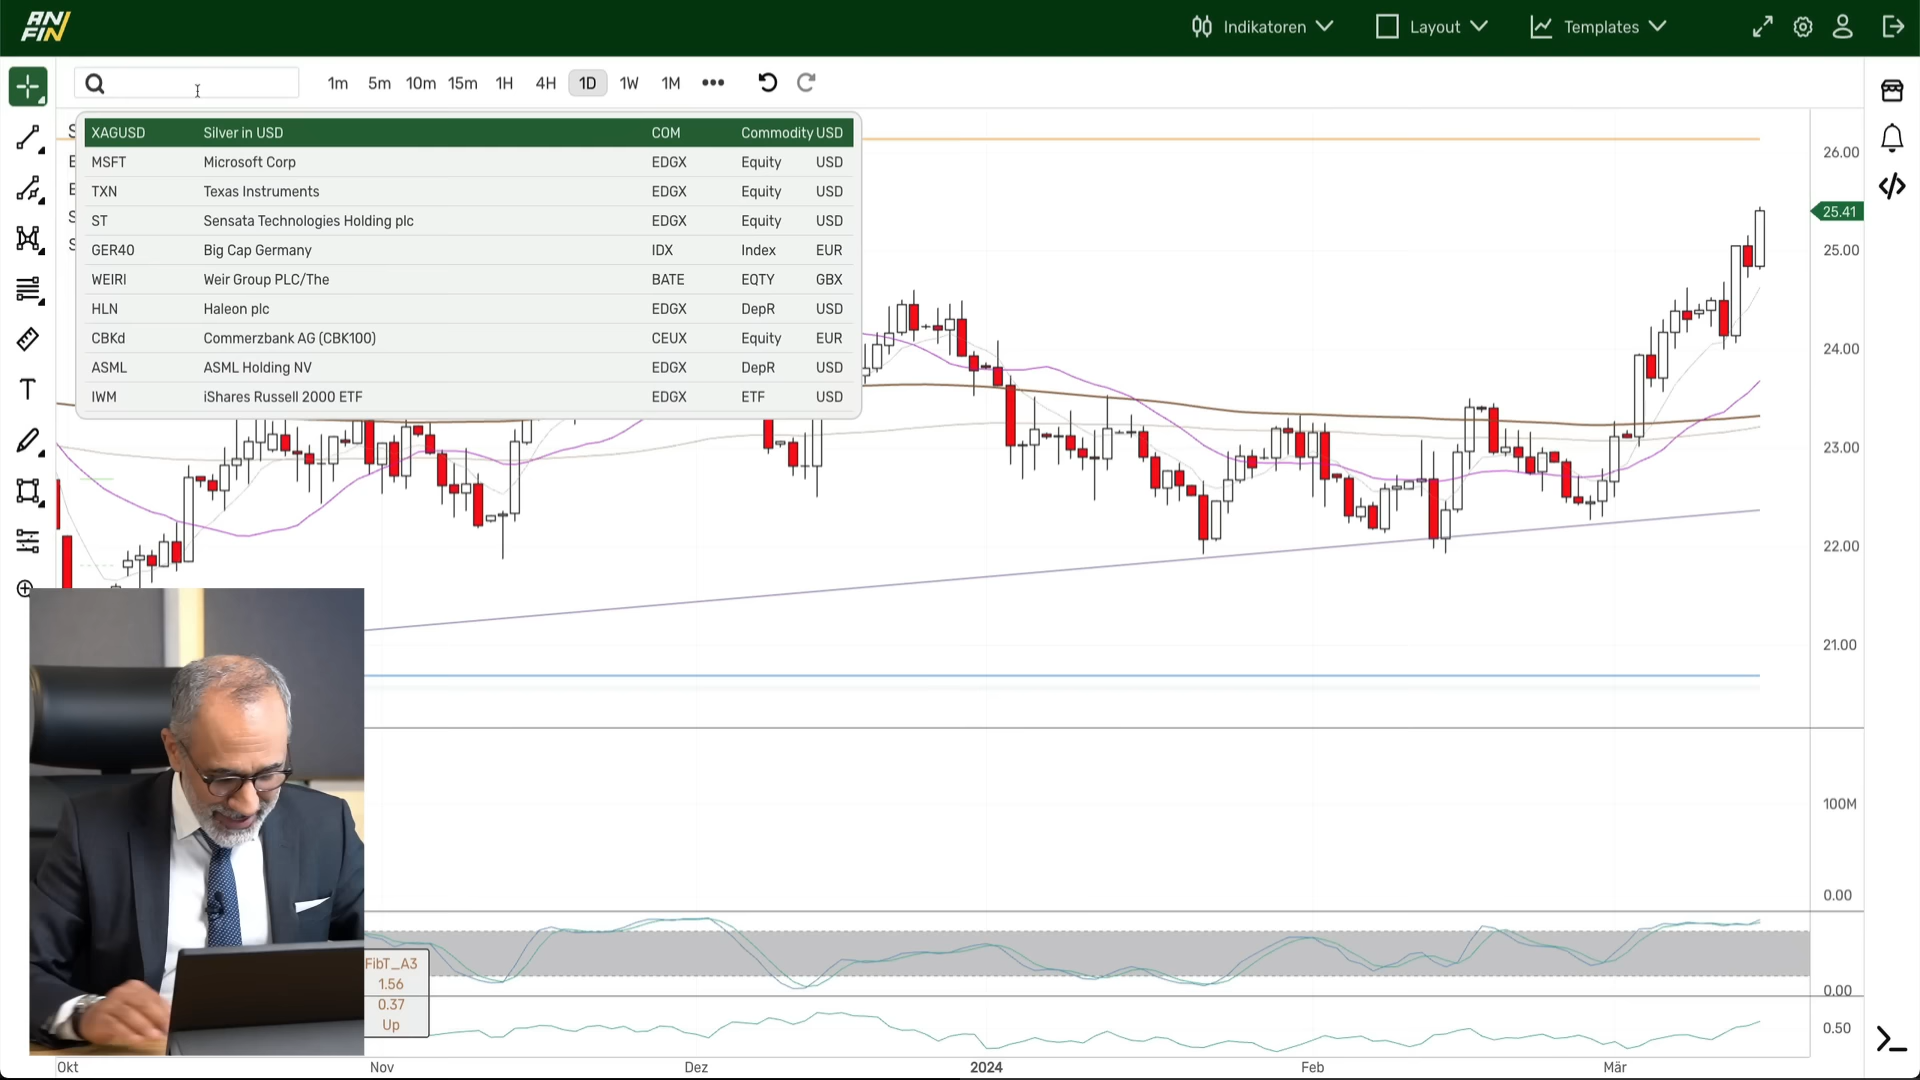 ANFIN
Indikatoren
Layout
Templates
1m 5m 10m 15m 1H 4H 1D 1W 1M •••
XAGUSD Silver in USD COM Commodity USD
MSFT Microsoft Corp EDGX Equity USD
TXN Texas Instruments EDGX Equity USD
ST Sensata Technologies Holding plc EDGX Equity USD
GER40 Big Cap Germany IDX Index EUR
WEIRl Weir Group PLC/The BATE EQTY GBX
HLN Haleon plc EDGX DepR USD
CBKd Commerzbank AG (CBK100) CEUX Equity EUR
ASML ASML Holding NV EDGX DepR USD
IWM iShares Russell 2000 ETF EDGX ETF USD
26.00
25.41
25.00
24.00
23.00
22.00
21.00
100M
0.00
0.00
0.50
T
FibT_A3
1.56
0.37
Up
Okt Nov Dez 2024 Feb Mär